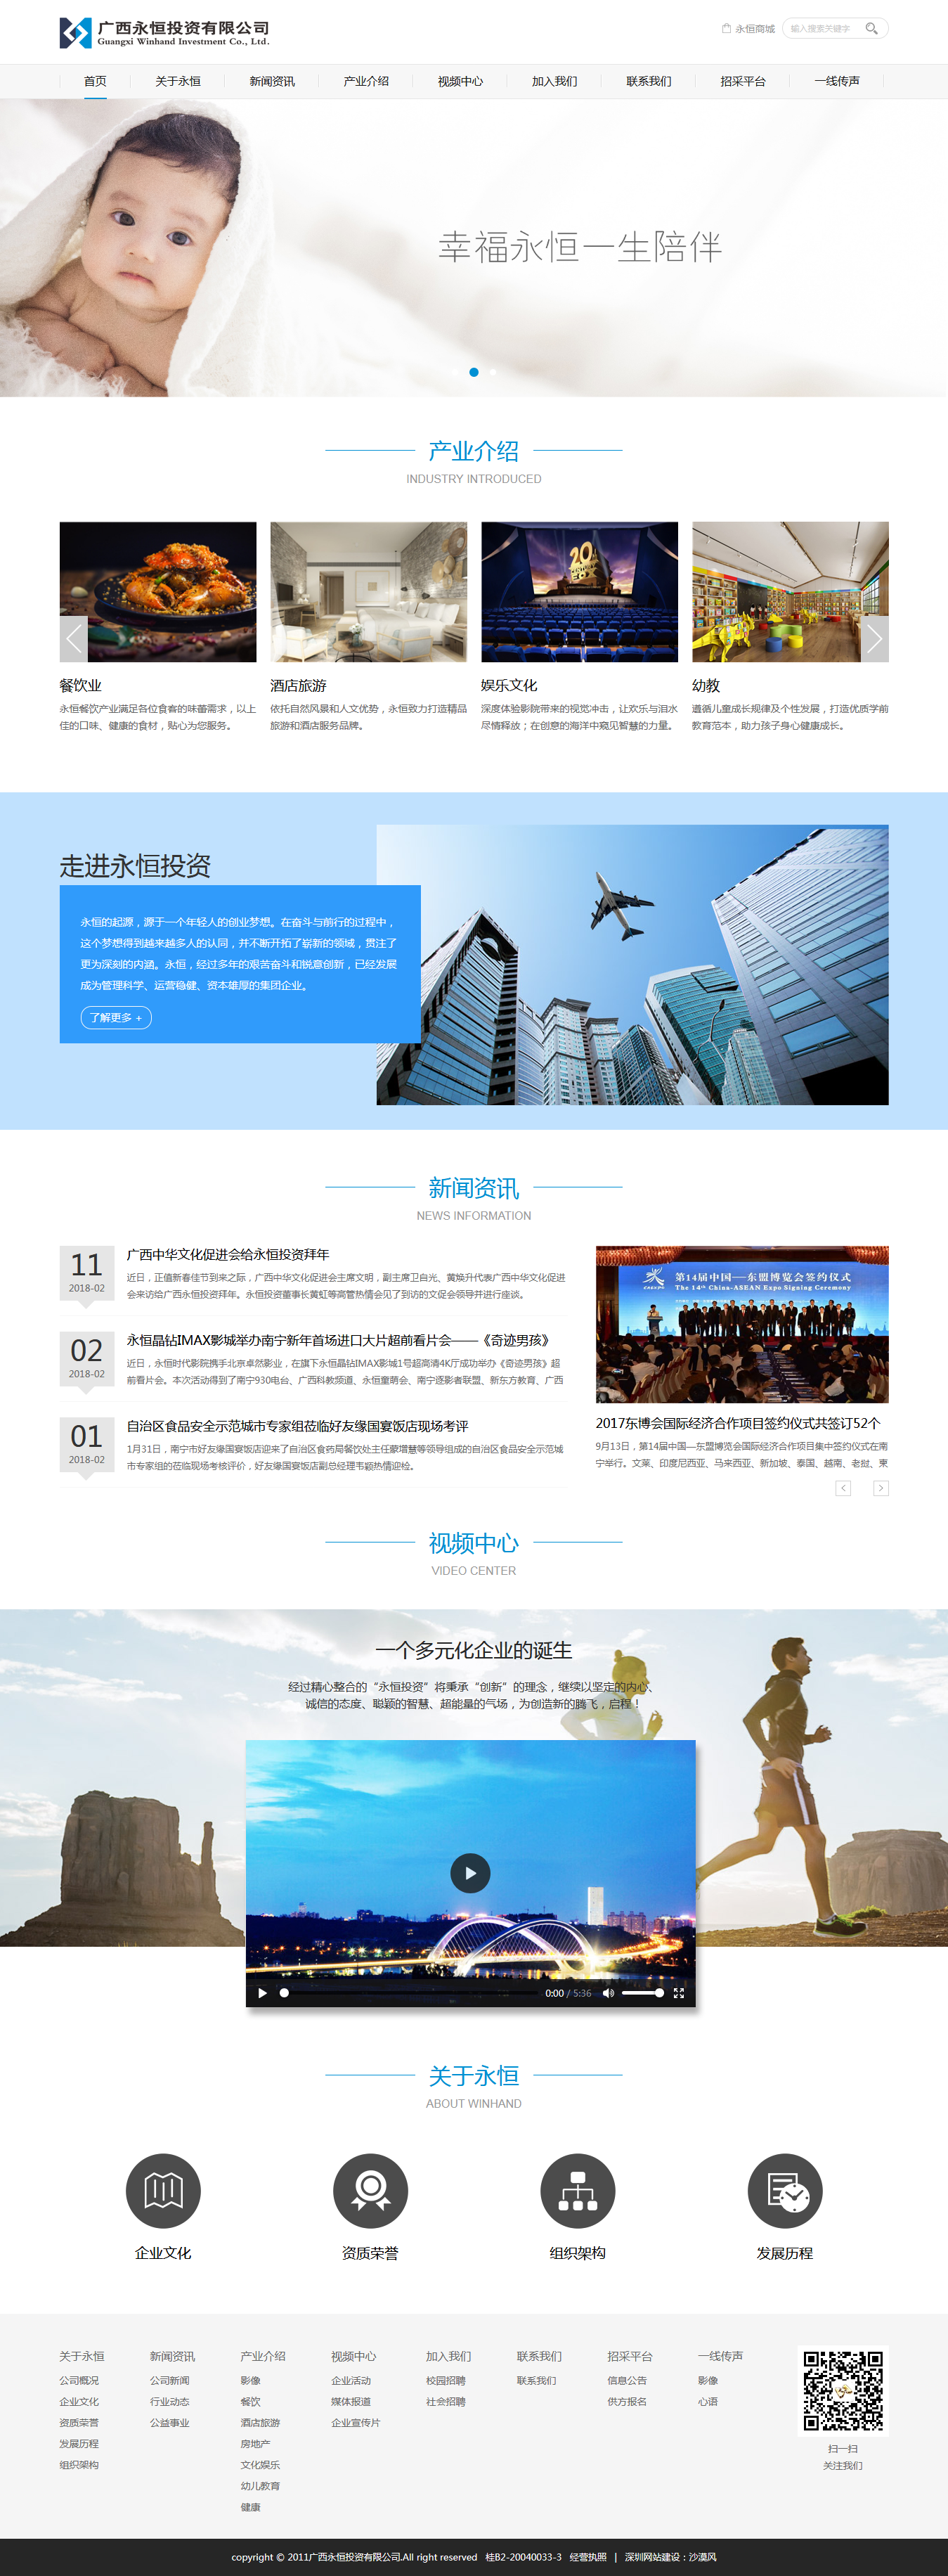 广西永恒投资有限公司
Guangxi Winhand Investment Co., Ltd.
永恒商城
输入搜索关键字
首页
关于永恒
新闻资讯
产业介绍
视频中心
加入我们
联系我们
招采平台
一线传声
幸福永恒一生陪伴
产业介绍
INDUSTRY INTRODUCED
餐饮业
永恒餐饮产业满足各位食客的味蕾需求，以上
佳的口味、健康的食材，贴心为您服务。
酒店旅游
依托自然风景和人文优势，永恒致力打造精品
旅游和酒店服务品牌。
20
娱乐文化
深度体验影院带来的视觉冲击，让欢乐与泪水
尽情释放；在创意的海洋中窥见智慧的力量。
幼教
遵循儿童成长规律及个性发展，打造优质学前
教育范本，助力孩子身心健康成长。
走进永恒投资
永恒的起源，源于一个年轻人的创业梦想。在奋斗与前行的过程中，
这个梦想得到越来越多人的认同，并不断开拓了崭新的领域，贯注了
更为深刻的内涵。永恒，经过多年的艰苦奋斗和锐意创新，已经发展
成为管理科学、运营稳健、资本雄厚的集团企业。
了解更多 +
新闻资讯
NEWS INFORMATION
11
2018-02
广西中华文化促进会给永恒投资拜年
近日，正值新春佳节到来之际，广西中华文化促进会主席文明，副主席卫自光、黄焕升代表广西中华文化促进
会来访给广西永恒投资拜年。永恒投资董事长黄虹等高管热情会见了到访的文促会领导并进行座谈。
02
2018-02
永恒晶钻IMAX影城举办南宁新年首场进口大片超前看片会——《奇迹男孩》
近日，永恒时代影院携手北京卓然影业，在旗下永恒晶钻IMAX影城1号超高清4K厅成功举办《奇迹男孩》超
前看片会。本次活动得到了南宁930电台、广西科教频道、永恒童萌会、南宁逐影者联盟、新东方教育、广西
01
2018-02
自治区食品安全示范城市专家组莅临好友缘国宴饭店现场考评
1月31日，南宁市好友缘国宴饭店迎来了自治区食药局餐饮处主任蒙增慧等领导组成的自治区食品安全示范城
市专家组的莅临现场考核评价，好友缘国宴饭店副总经理韦颖热情迎检。
第14届中国—东盟博览会签约仪式
The 14th China-ASEAN Expo Signing Ceremony
2017东博会国际经济合作项目签约仪式共签订52个
9月13日，第14届中国—东盟博览会国际经济合作项目集中签约仪式在南
宁举行。文莱、印度尼西亚、马来西亚、新加坡、泰国、越南、老挝、柬
视频中心
VIDEO CENTER
一个多元化企业的诞生
经过精心整合的“永恒投资”将秉承“创新”的理念，继续以坚定的内心、
诚信的态度、聪颖的智慧、超能量的气场，为创造新的腾飞，启程！
0:00 / 5:36
关于永恒
ABOUT WINHAND
企业文化
资质荣誉
组织架构
发展历程
关于永恒
公司概况
企业文化
资质荣誉
发展历程
组织架构
新闻资讯
公司新闻
行业动态
公益事业
产业介绍
影像
餐饮
酒店旅游
房地产
文化娱乐
幼儿教育
健康
视频中心
企业活动
媒体报道
企业宣传片
加入我们
校园招聘
社会招聘
联系我们
联系我们
招采平台
信息公告
供方报名
一线传声
影像
心语
扫一扫
关注我们
copyright © 2011广西永恒投资有限公司.All right reserved 桂B2-20040033-3 经营执照 | 深圳网站建设：沙漠风